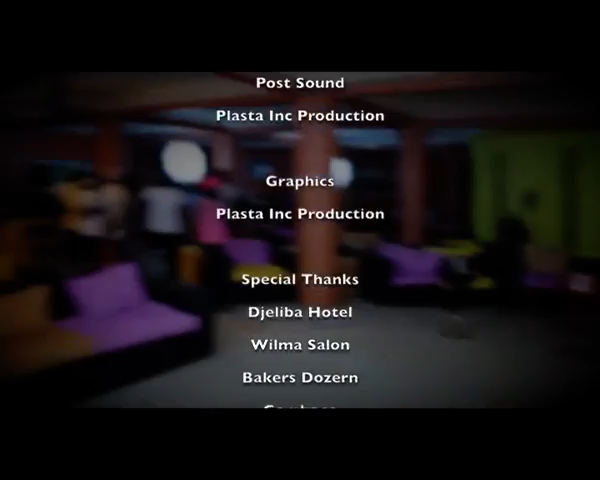 Post Sound
Plasta Inc Production
Graphics
Plasta Inc Production
Special Thanks
Djeliba Hotel
Wilma Salon
Bakers Dozern